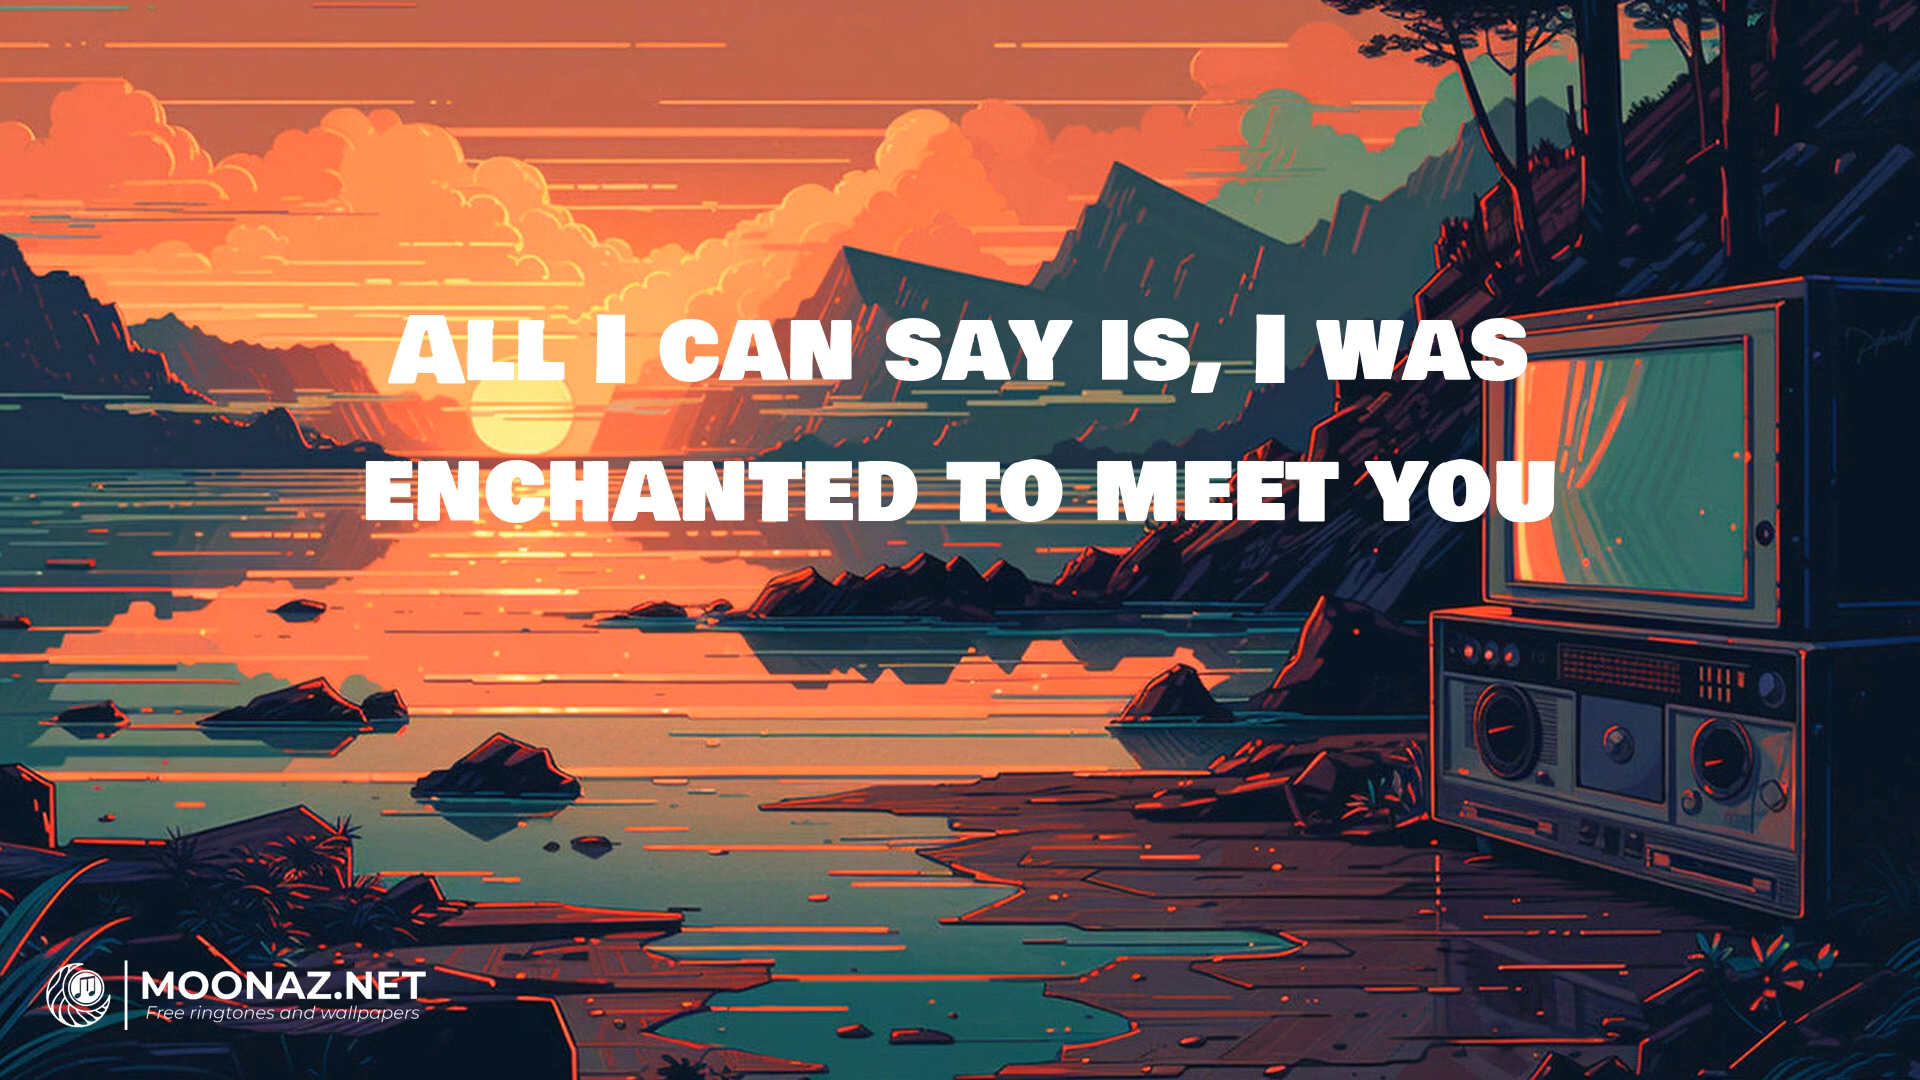 All I can say is, I was
enchanted to meet you
MOONAZ.NET
Free ringtones and wallpapers